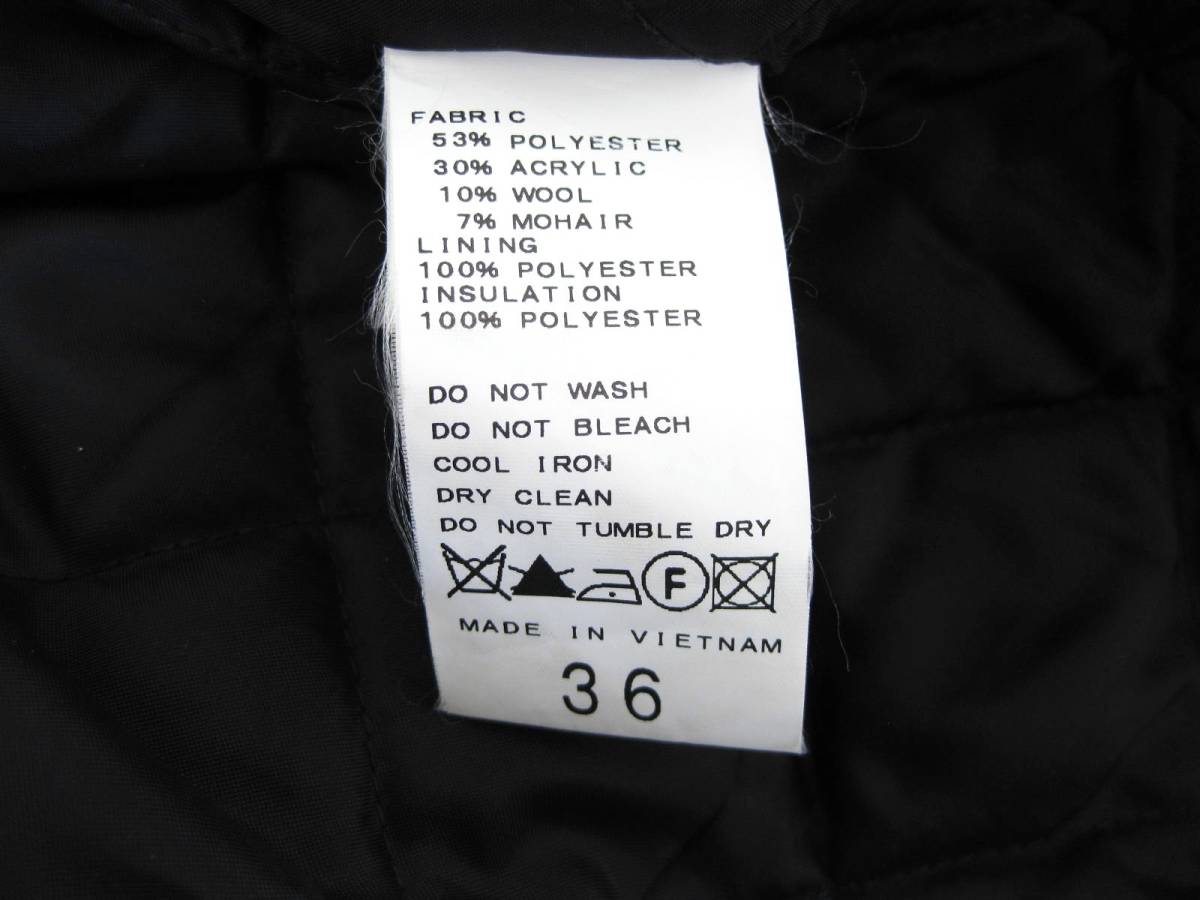 FABRIC
53% POLYESTER
30% ACRYLIC
10% WOOL
7% MOHAIR
LINING
100% POLYESTER
INSULATION
100% POLYESTER
DO NOT WASH
DO NOT BLEACH
COOL IRON
DRY CLEAN
DO NOT TUMBLE DRY
F
MADE IN VIETNAM
36